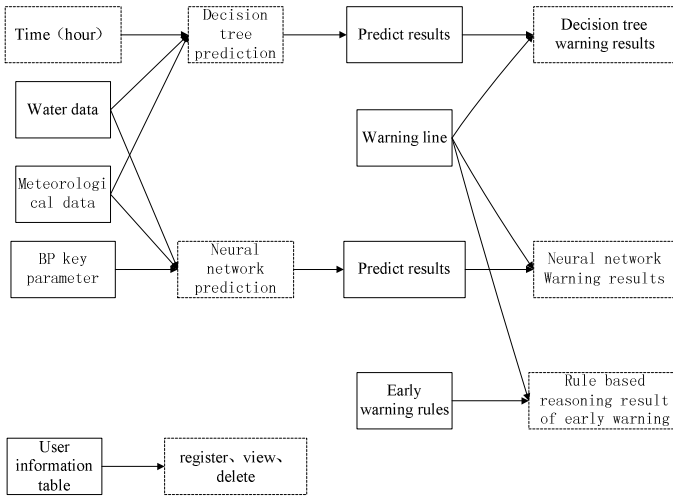 Time（hour）
Decision
tree
prediction
Predict results
Decision tree
warning results
Water data
Warning line
Meteorologi
cal data
BP key
parameter
Neural
network
prediction
Predict results
Neural network
Warning results
Early
warning rules
Rule based
reasoning result
of early warning
User
information
table
register、view、
delete